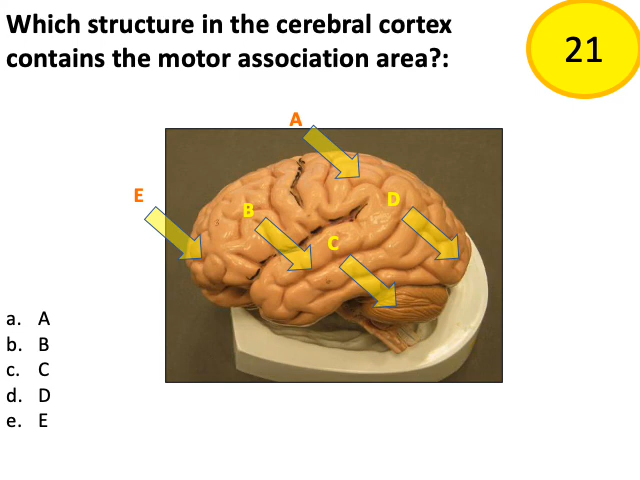 Which structure in the cerebral cortex
contains the motor association area?:
21
A
E
B
D
C
a. A
b. B
c. C
d. D
e. E